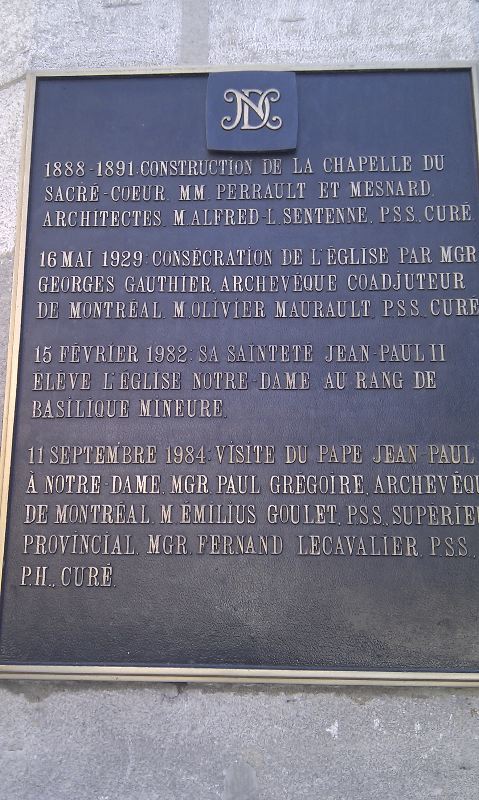 ND
1888-1891: CONSTRUCTION DE LA CHAPELLE DU
SACRÉ-COEUR. MM. PERRAULT ET MESNARD,
ARCHITECTES. M. ALFRED-L. SENTENNE, P.S.S., CURÉ.
16 MAI 1929: CONSÉCRATION DE L'ÉGLISE PAR MGR
GEORGES GAUTHIER, ARCHEVÊQUE COADJUTEUR
DE MONTRÉAL. M. OLIVIER MAURAULT, P.S.S., CURÉ
15 FÉVRIER 1982: SA SAINTETÉ JEAN-PAUL II
ÉLÈVE L'ÉGLISE NOTRE-DAME AU RANG DE
BASILIQUE MINEURE.
11 SEPTEMBRE 1984: VISITE DU PAPE JEAN-PAUL
À NOTRE-DAME. MGR. PAUL GRÉGOIRE, ARCHEVÊQU
DE MONTRÉAL. M. ÉMILIUS GOULET, P.S.S., SUPÉRIEU
PROVINCIAL. MGR. FERNAND LECAVALIER, P.S.S.,
P.H., CURÉ.